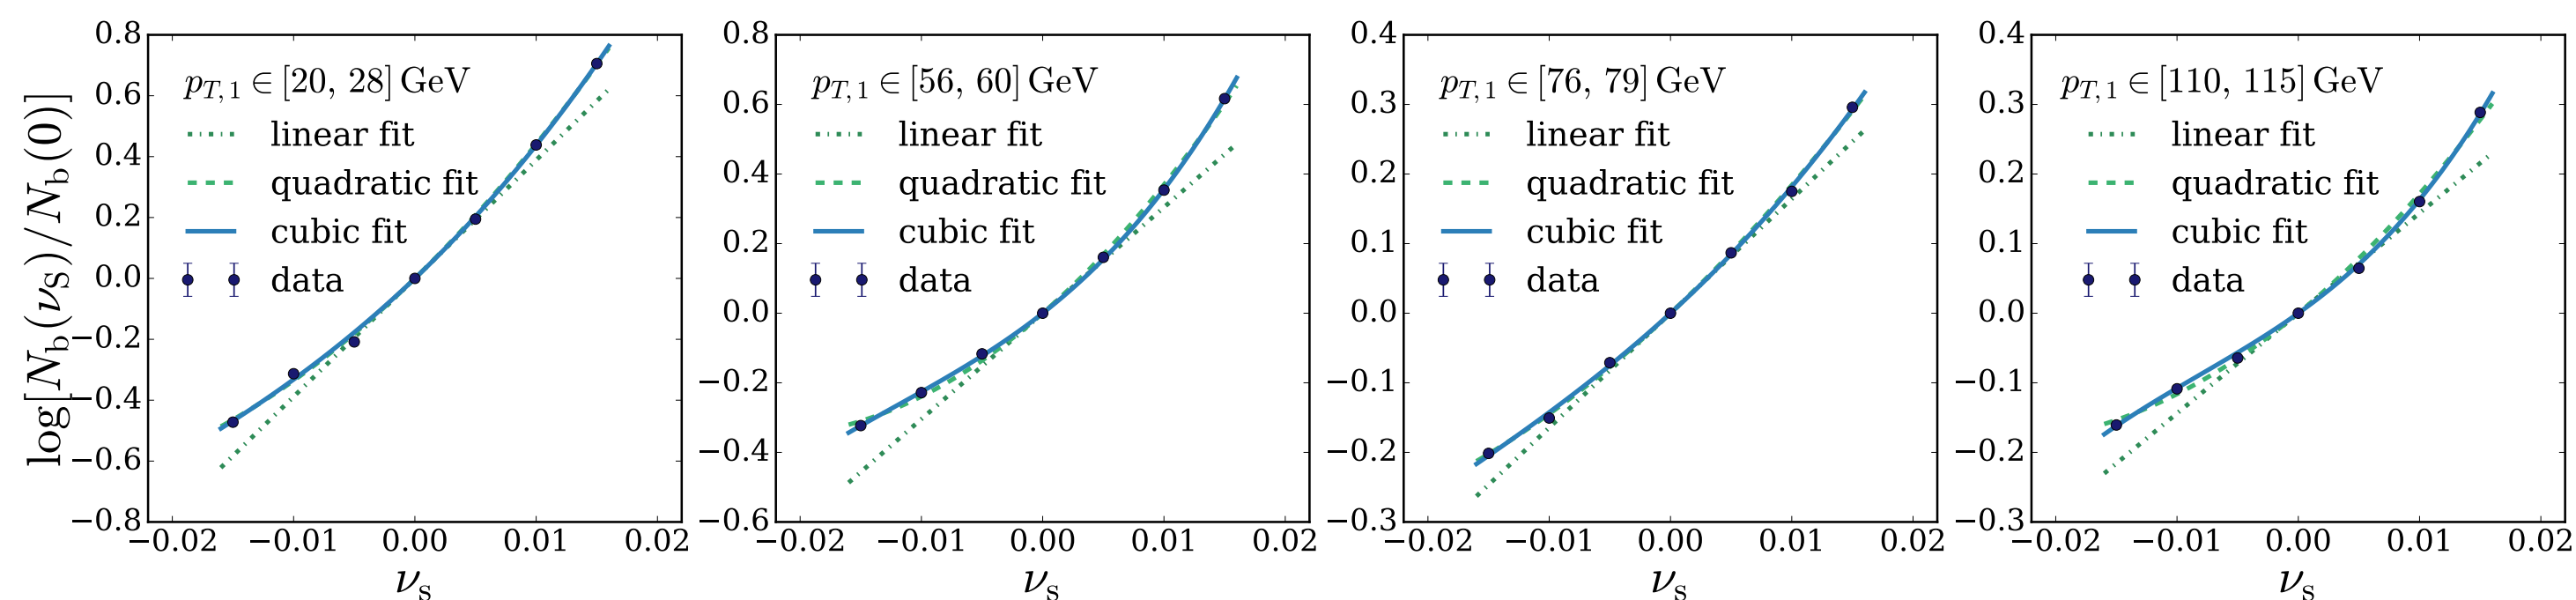 log[N_b(ν_S)/N_b(0)]
0.8
0.6
0.4
0.2
0.0
−0.2
−0.4
−0.6
−0.8
p_{T,1} ∈ [20, 28] GeV
linear fit
quadratic fit
cubic fit
data
−0.02 −0.01 0.00 0.01 0.02
ν_s
0.8
0.6
0.4
0.2
0.0
−0.2
−0.4
−0.6
p_{T,1} ∈ [56, 60] GeV
linear fit
quadratic fit
cubic fit
data
−0.02 −0.01 0.00 0.01 0.02
ν_s
0.4
0.3
0.2
0.1
0.0
−0.1
−0.2
−0.3
p_{T,1} ∈ [76, 79] GeV
linear fit
quadratic fit
cubic fit
data
−0.02 −0.01 0.00 0.01 0.02
ν_s
0.4
0.3
0.2
0.1
0.0
−0.1
−0.2
−0.3
p_{T,1} ∈ [110, 115] GeV
linear fit
quadratic fit
cubic fit
data
−0.02 −0.01 0.00 0.01 0.02
ν_s